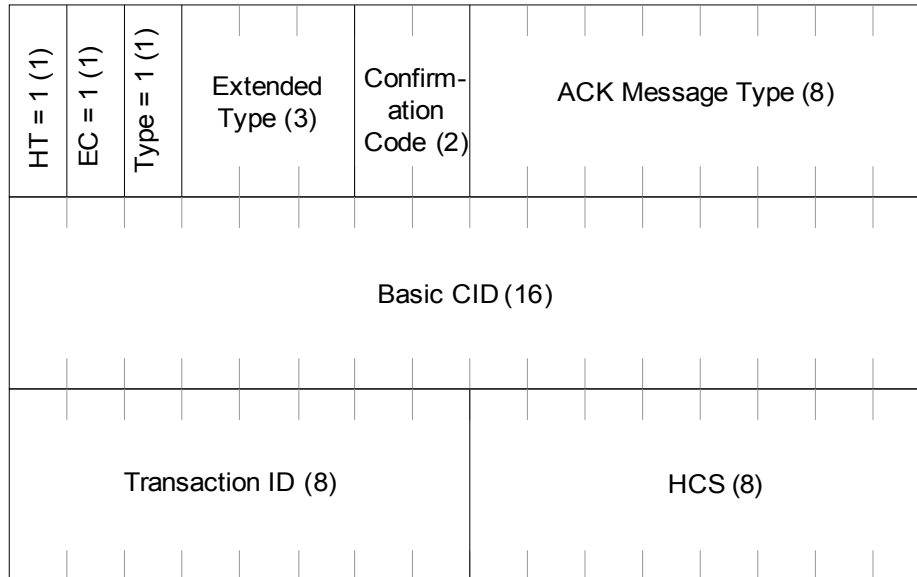 HT = 1 (1)
EC = 1 (1)
Type = 1 (1)
Extended
Type (3)
Confirm-
ation
Code (2)
ACK Message Type (8)
Basic CID (16)
Transaction ID (8)
HCS (8)